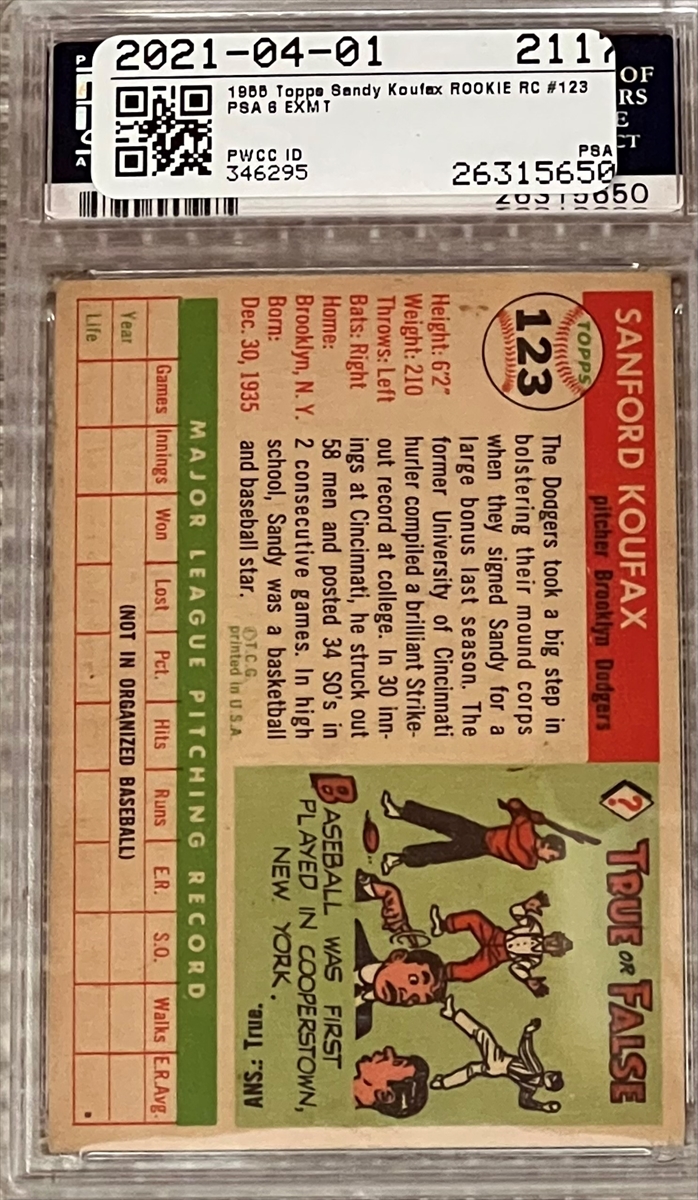 2021-04-01 2117
1955 Topps Sandy Koufax ROOKIE RC #123
PSA 6 EXMT
PWCC ID PSA
346295 26315650
OF
RS
E
CT
26315650
SANFORD KOUFAX
pitcher Brooklyn Dodgers
TOPPS
123
Height: 6'2"
Weight: 210
Throws: Left
Bats: Right
Home:
Brooklyn, N. Y.
Born:
Dec. 30, 1935
The Dodgers took a big step in
bolstering their mound corps
when they signed Sandy for a
large bonus last season. The
former University of Cincinnati
hurler compiled a brilliant Strike-
out record at college. In 30 inn-
ings at Cincinnati, he struck out
58 men and posted 34 SO's in
2 consecutive games. In high
school, Sandy was a basketball
and baseball star.
©T.C.G.
printed in U.S.A.
? TRUE OR FALSE
BASEBALL WAS FIRST
PLAYED IN COOPERSTOWN,
NEW YORK.
ANS.: True.
MAJOR LEAGUE PITCHING RECORD
Games Innings Won Lost Pct. Hits Runs E.R. S.O. Walks E.R.Avg.
Year (NOT IN ORGANIZED BASEBALL)
Life